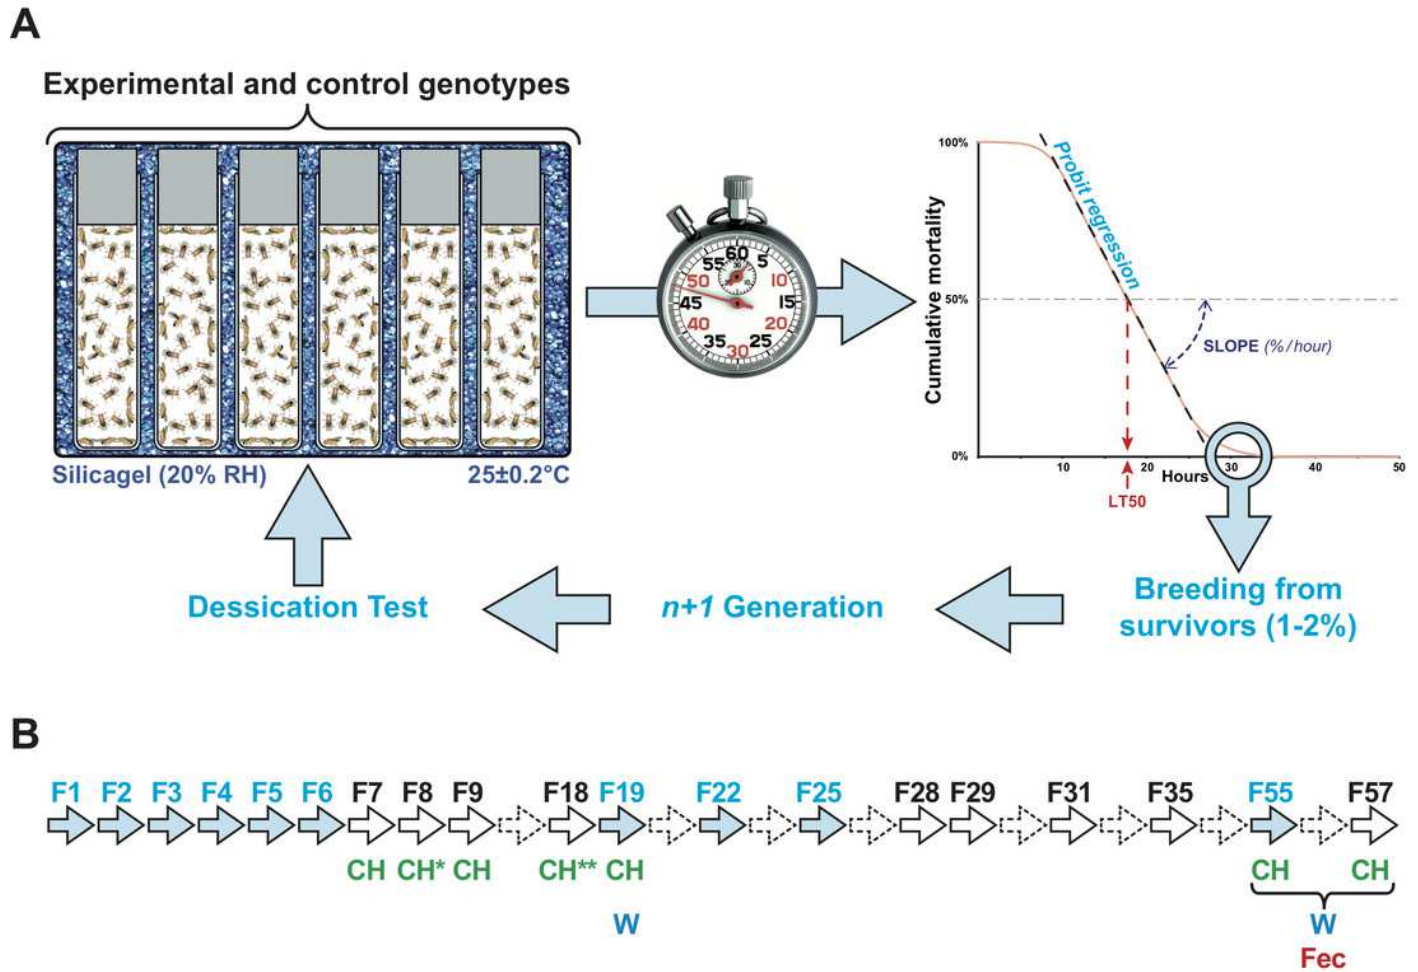 A
Experimental and control genotypes
Silicagel (20% RH)
25±0.2°C
60
5
10
15
20
25
30
35
40
45
50
55
Cumulative mortality
100%
50%
0%
Probit regression
SLOPE (%/hour)
10
20
30
40
50
Hours
LT50
Breeding from
survivors (1-2%)
n+1 Generation
Dessication Test
B
F1 F2 F3 F4 F5 F6 F7 F8 F9 F18 F19 F22 F25 F28 F29 F31 F35 F55 F57
CH CH* CH CH** CH CH CH
W W
Fec